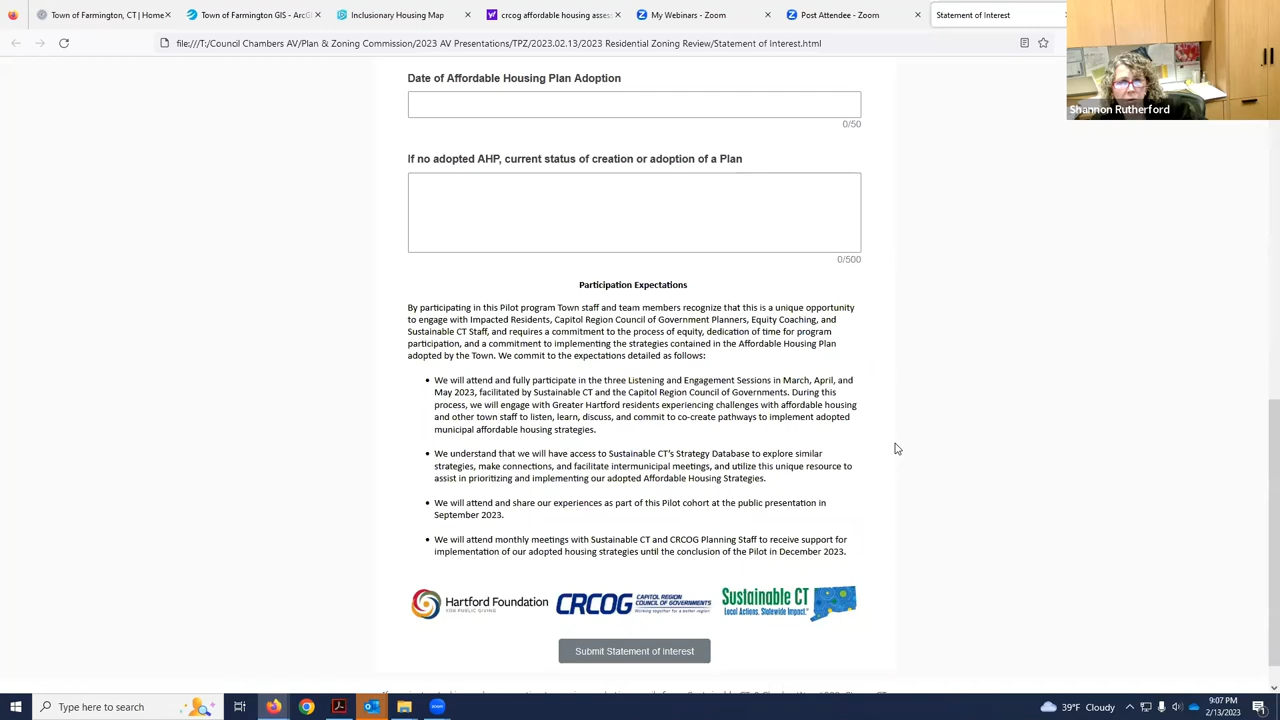 Town of Farmington, CT | Home
Town of Farmington GIS - ArcG
Inclusionary Housing Map
crcog affordable housing asses
My Webinars - Zoom
Post Attendee - Zoom
Statement of Interest
file:///T:/Council Chambers AV/Plan & Zoning Commission/2023 AV Presentations/TPZ/2023.02.13/2023 Residential Zoning Review/Statement of Interest.html
Shannon Rutherford
Date of Affordable Housing Plan Adoption
0/50
If no adopted AHP, current status of creation or adoption of a Plan
0/500
Participation Expectations
By participating in this Pilot program Town staff and team members recognize that this is a unique opportunity
to engage with Impacted Residents, Capitol Region Council of Government Planners, Equity Coaching, and
Sustainable CT Staff, and requires a commitment to the process of equity, dedication of time for program
participation, and a commitment to implementing the strategies contained in the Affordable Housing Plan
adopted by the Town. We commit to the expectations detailed as follows:
• We will attend and fully participate in the three Listening and Engagement Sessions in March, April, and
May 2023, facilitated by Sustainable CT and the Capitol Region Council of Governments. During this
process, we will engage with Greater Hartford residents experiencing challenges with affordable housing
and other town staff to listen, learn, discuss, and commit to co-create pathways to implement adopted
municipal affordable housing strategies.
• We understand that we will have access to Sustainable CT's Strategy Database to explore similar
strategies, make connections, and facilitate intermunicipal meetings, and utilize this unique resource to
assist in prioritizing and implementing our adopted Affordable Housing Strategies.
• We will attend and share our experiences as part of this Pilot cohort at the public presentation in
September 2023.
• We will attend monthly meetings with Sustainable CT and CRCOG Planning Staff to receive support for
implementation of our adopted housing strategies until the conclusion of the Pilot in December 2023.
Hartford Foundation
FOR PUBLIC GIVING
CRCOG
CAPITOL REGION
COUNCIL OF GOVERNMENTS
Working together for a better region
Sustainable CT
Local Actions. Statewide Impact.
Submit Statement of Interest
Type here to search
39°F Cloudy
9:07 PM
2/13/2023